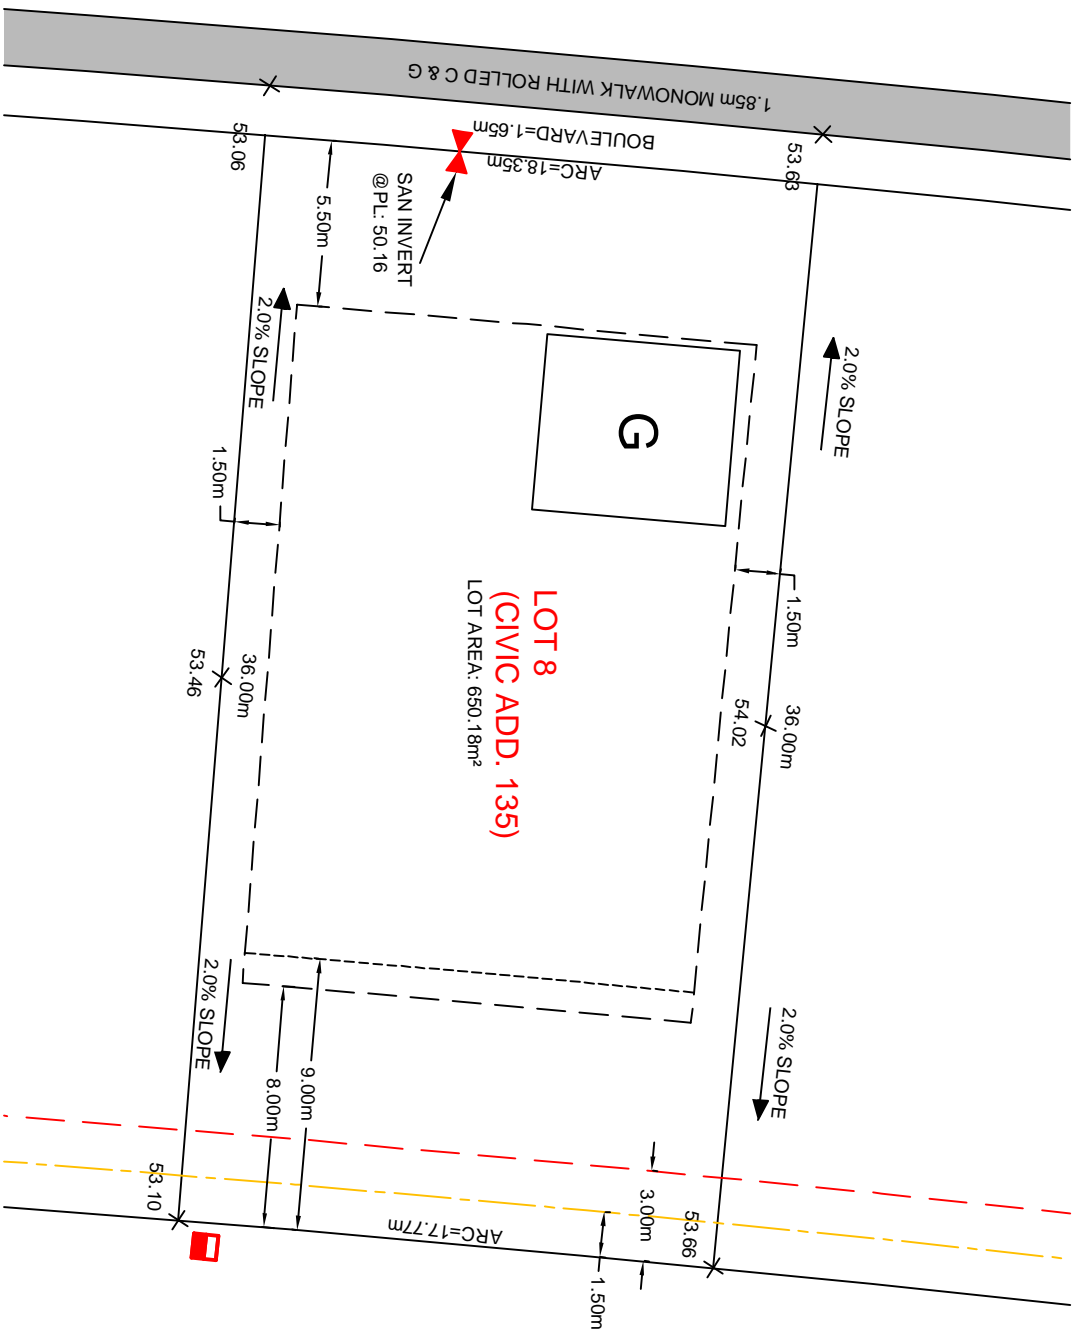 1.85m MONOWALK WITH ROLLED C & G
BOULEVARD=1.65m
ARC=18.35m
53.06
53.63
5.50m
SAN INVERT
@PL: 50.16
2.0% SLOPE
2.0% SLOPE
G
1.50m
1.50m
LOT 8
(CIVIC ADD. 135)
LOT AREA: 650.18m²
36.00m
53.46
36.00m
54.02
2.0% SLOPE
2.0% SLOPE
9.00m
8.00m
53.10
ARC=17.77m
3.00m
53.66
1.50m